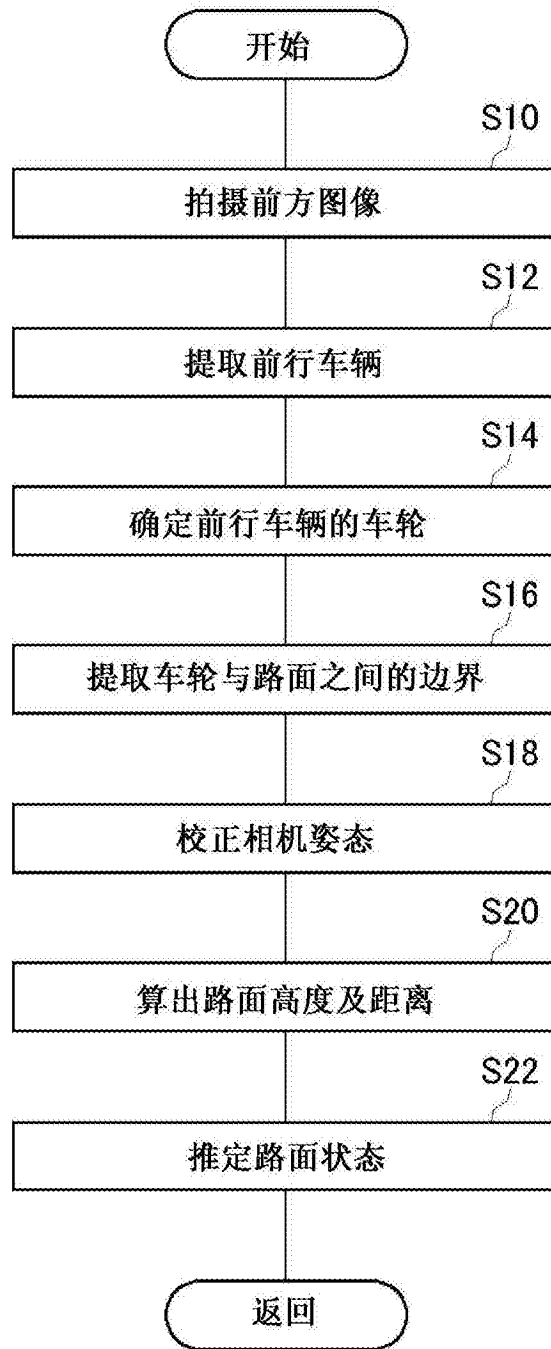 开始
S10
拍摄前方图像
S12
提取前行车辆
S14
确定前行车辆的车轮
S16
提取车轮与路面之间的边界
S18
校正相机姿态
S20
算出路面高度及距离
S22
推定路面状态
返回